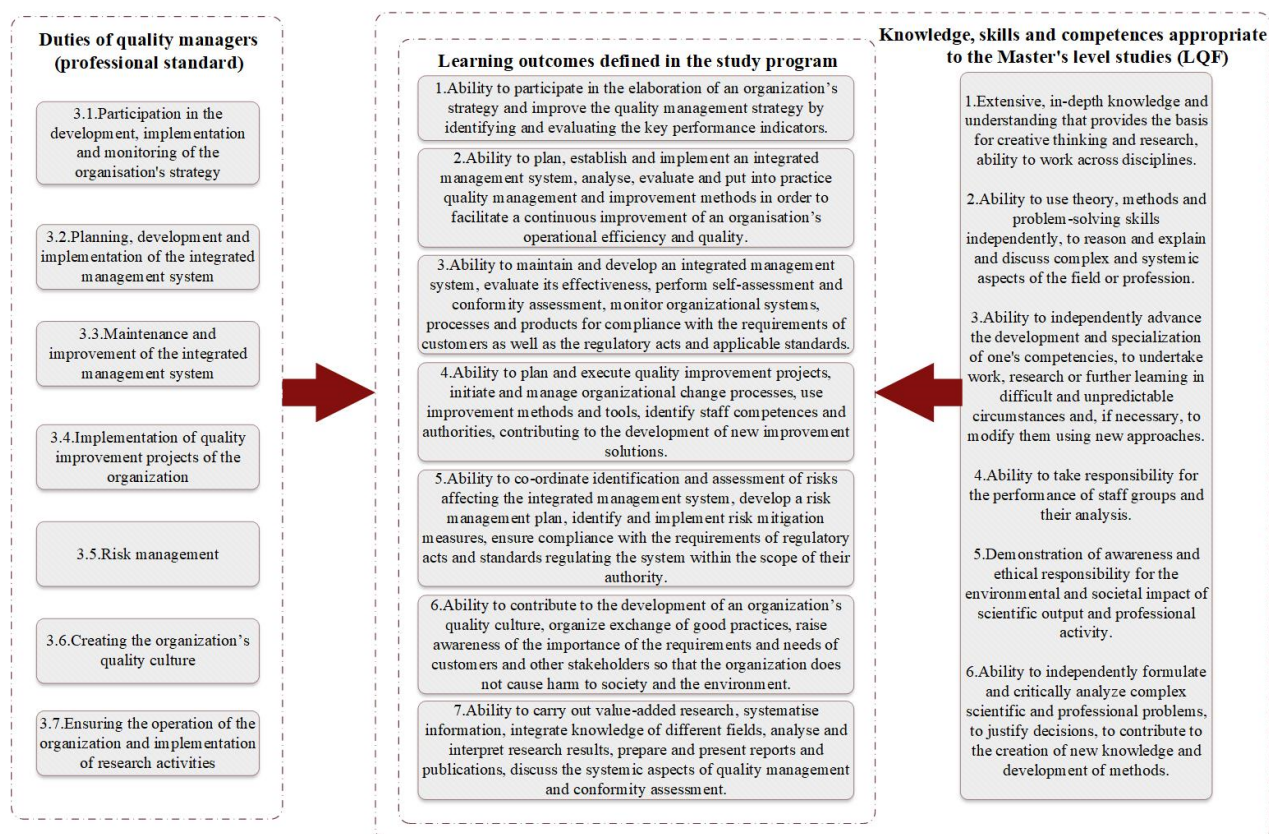 Duties of quality managers
(professional standard)
3.1.Participation in the
development, implementation
and monitoring of the
organisation's strategy
3.2.Planning, development and
implementation of the integrated
management system
3.3.Maintenance and
improvement of the integrated
management system
3.4.Implementation of quality
improvement projects of the
organization
3.5.Risk management
3.6.Creating the organization’s
quality culture
3.7.Ensuring the operation of the
organization and implementation
of research activities
Learning outcomes defined in the study program
1.Ability to participate in the elaboration of an organization’s
strategy and improve the quality management strategy by
identifying and evaluating the key performance indicators.
2.Ability to plan, establish and implement an integrated
management system, analyse, evaluate and put into practice
quality management and improvement methods in order to
facilitate a continuous improvement of an organisation’s
operational efficiency and quality.
3.Ability to maintain and develop an integrated management
system, evaluate its effectiveness, perform self-assessment and
conformity assessment, monitor organizational systems,
processes and products for compliance with the requirements of
customers as well as the regulatory acts and applicable standards.
4.Ability to plan and execute quality improvement projects,
initiate and manage organizational change processes, use
improvement methods and tools, identify staff competences and
authorities, contributing to the development of new improvement
solutions.
5.Ability to co-ordinate identification and assessment of risks
affecting the integrated management system, develop a risk
management plan, identify and implement risk mitigation
measures, ensure compliance with the requirements of regulatory
acts and standards regulating the system within the scope of their
authority.
6.Ability to contribute to the development of an organization’s
quality culture, organize exchange of good practices, raise
awareness of the importance of the requirements and needs of
customers and other stakeholders so that the organization does
not cause harm to society and the environment.
7.Ability to carry out value-added research, systematise
information, integrate knowledge of different fields, analyse and
interpret research results, prepare and present reports and
publications, discuss the systemic aspects of quality management
and conformity assessment.
Knowledge, skills and competences appropriate
to the Master's level studies (LQF)
1.Extensive, in-depth knowledge and
understanding that provides the basis
for creative thinking and research,
ability to work across disciplines.
2.Ability to use theory, methods and
problem-solving skills
independently, to reason and explain
and discuss complex and systemic
aspects of the field or profession.
3.Ability to independently advance
the development and specialization
of one's competencies, to undertake
work, research or further learning in
difficult and unpredictable
circumstances and, if necessary, to
modify them using new approaches.
4.Ability to take responsibility for
the performance of staff groups and
their analysis.
5.Demonstration of awareness and
ethical responsibility for the
environmental and societal impact of
scientific output and professional
activity.
6.Ability to independently formulate
and critically analyze complex
scientific and professional problems,
to justify decisions, to contribute to
the creation of new knowledge and
development of methods.